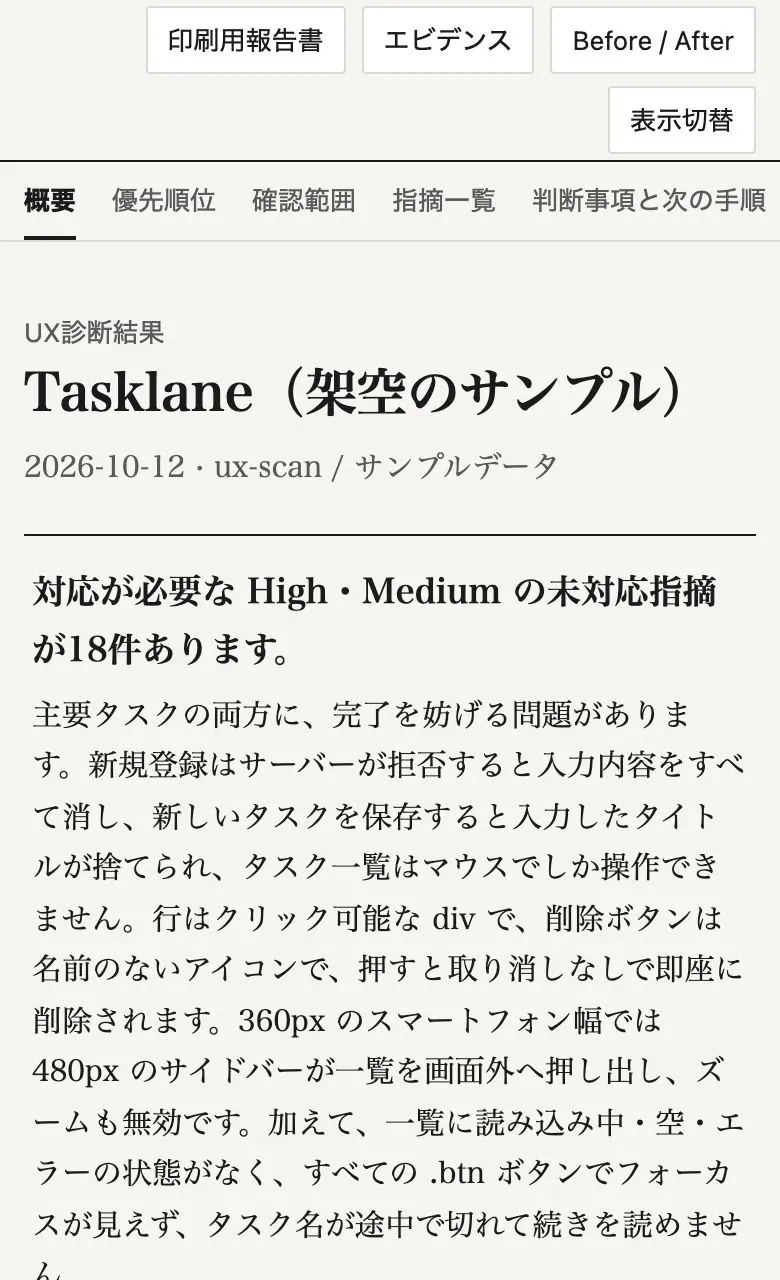 印刷用報告書
エビデンス
Before / After
表示切替
概要
優先順位
確認範囲
指摘一覧
判断事項と次の手順
UX診断結果
Tasklane（架空のサンプル）
2026-10-12 · ux-scan / サンプルデータ
対応が必要な High・Medium の未対応指摘
が18件あります。
主要タスクの両方に、完了を妨げる問題がありま
す。新規登録はサーバーが拒否すると入力内容をすべ
て消し、新しいタスクを保存すると入力したタイト
ルが捨てられ、タスク一覧はマウスでしか操作でき
ません。行はクリック可能な div で、削除ボタンは
名前のないアイコンで、押すと取り消しなしで即座に
削除されます。360px のスマートフォン幅では
480px のサイドバーが一覧を画面外へ押し出し、ズ
ームも無効です。加えて、一覧に読み込み中・空・エ
ラーの状態がなく、すべての .btn ボタンでフォーカ
スが見えず、タスク名が途中で切れて続きを読めませ
ん